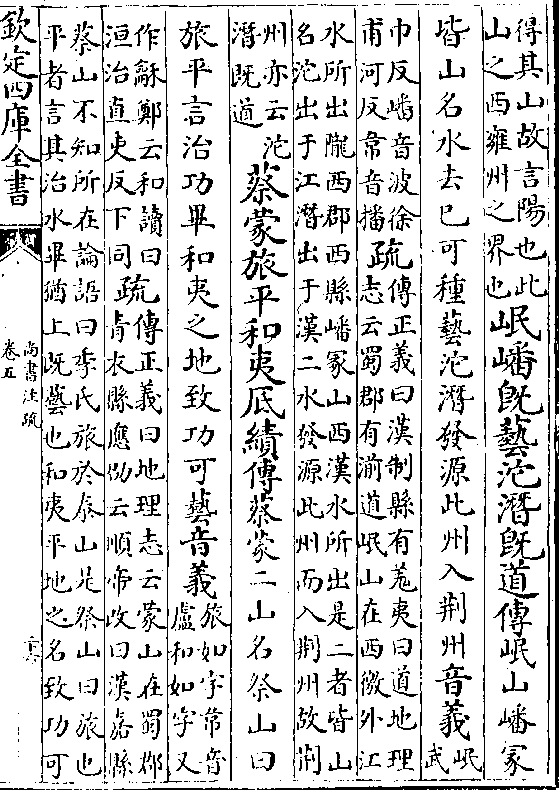 得其山故言陽也此
山之西雍州之界也
岷嶓既藝沱潛既道傳岷山嶓冢
皆山名水去已可種藝沱潛發源此州入荆州音義
岷
武
巾反嶓音波徐
甫河反韋音播
疏
傳正義曰漢制縣有羗夷曰道地理
志云蜀郡有湔道岷山在西徼外江
水所出隴西郡西縣嶓冢山西漢水所出是二者皆山
名沱出于江潛出于漢二水發源此州而入荆州故荆
州亦云沱
潛既道
蔡蒙旅平和夷厎績傳蔡蒙二山名祭山曰
旅平言治功畢和夷之地致功可藝音義
旅如字韋音
盧和如字又
作龢鄭云和讀曰
洹治直吏反下同
疏
傳正義曰地理志云蒙山在蜀郡
青衣縣應劭云順帝改曰漢嘉縣
蔡山不知所在論語曰季氏旅於泰山是祭山曰旅也
平者言其治水畢猶上既藝也和夷平地之名致功可
欽定四庫全書
尚書注疏
卷五